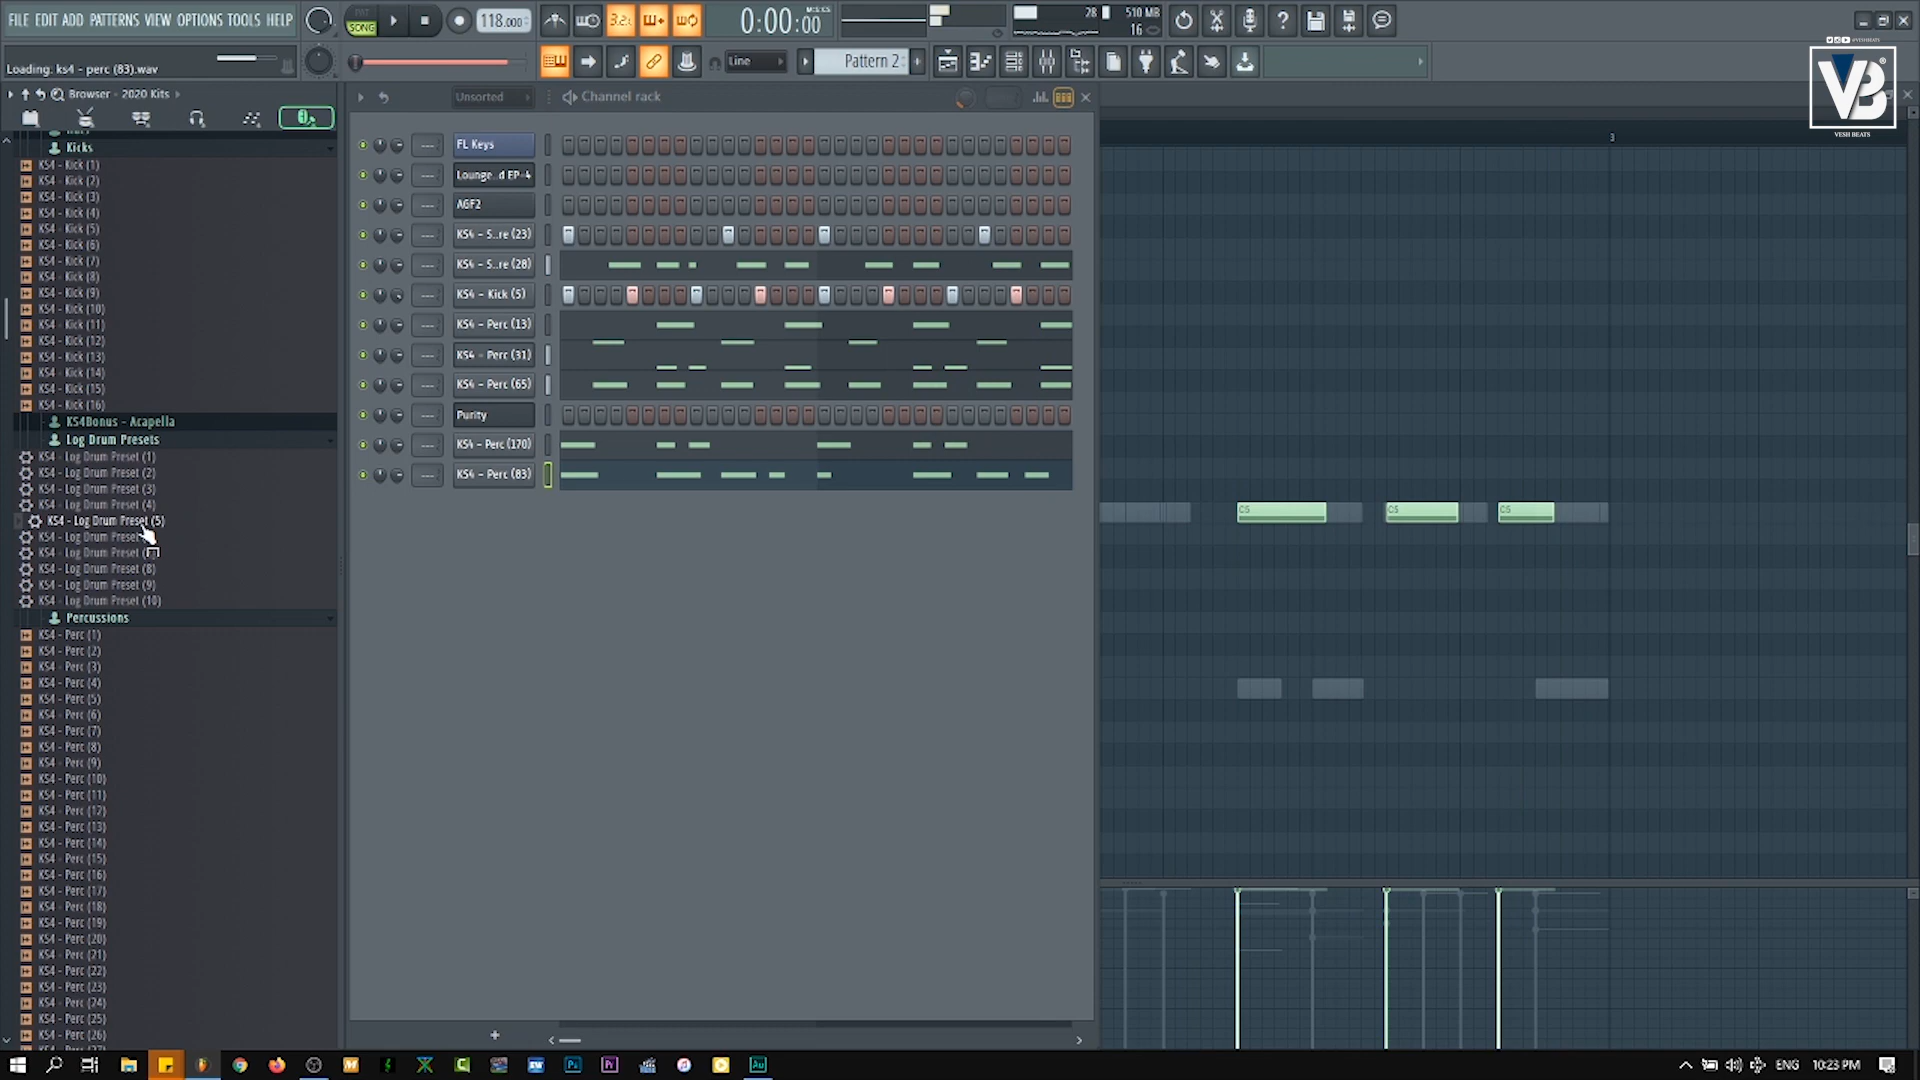 FILE EDIT ADD PATTERNS VIEW OPTIONS TOOLS HELP
SONG
118.000
3.2.
0:00:00
M:S:CS
28
510 MB
16
VB
VESH BEATS
Loading: ks4 - perc (83).wav
Line
Pattern 2
Browser - 2020 Kits
Unsorted
Channel rack
3
Kicks
KS4 - Kick (1)
KS4 - Kick (2)
KS4 - Kick (3)
KS4 - Kick (4)
KS4 - Kick (5)
KS4 - Kick (6)
KS4 - Kick (7)
KS4 - Kick (8)
KS4 - Kick (9)
KS4 - Kick (10)
KS4 - Kick (11)
KS4 - Kick (12)
KS4 - Kick (13)
KS4 - Kick (14)
KS4 - Kick (15)
KS4 - Kick (16)
KS4Bonus - Acapella
Log Drum Presets
KS4 - Log Drum Preset (1)
KS4 - Log Drum Preset (2)
KS4 - Log Drum Preset (3)
KS4 - Log Drum Preset (4)
KS4 - Log Drum Preset (5)
KS4 - Log Drum Preset
KS4 - Log Drum Preset
KS4 - Log Drum Preset (8)
KS4 - Log Drum Preset (9)
KS4 - Log Drum Preset (10)
Percussions
KS4 - Perc (1)
KS4 - Perc (2)
KS4 - Perc (3)
KS4 - Perc (4)
KS4 - Perc (5)
KS4 - Perc (6)
KS4 - Perc (7)
KS4 - Perc (8)
KS4 - Perc (9)
KS4 - Perc (10)
KS4 - Perc (11)
KS4 - Perc (12)
KS4 - Perc (13)
KS4 - Perc (14)
KS4 - Perc (15)
KS4 - Perc (16)
KS4 - Perc (17)
KS4 - Perc (18)
KS4 - Perc (19)
KS4 - Perc (20)
KS4 - Perc (21)
KS4 - Perc (22)
KS4 - Perc (23)
KS4 - Perc (24)
KS4 - Perc (25)
KS4 - Perc (26)
FL Keys
Lounge..d EP-4
AGF2
KS4 - S..re (23)
KS4 - S..re (28)
KS4 - Kick (5)
KS4 - Perc (13)
KS4 - Perc (31)
KS4 - Perc (65)
Purity
KS4 - Perc (170)
KS4 - Perc (83)
C5
C5
C5
ENG
10:23 PM